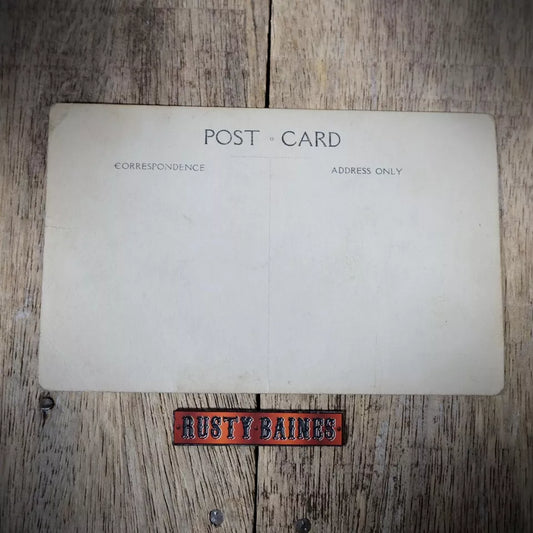 POST CARD
CORRESPONDENCE
ADDRESS ONLY
RUSTY BAINES